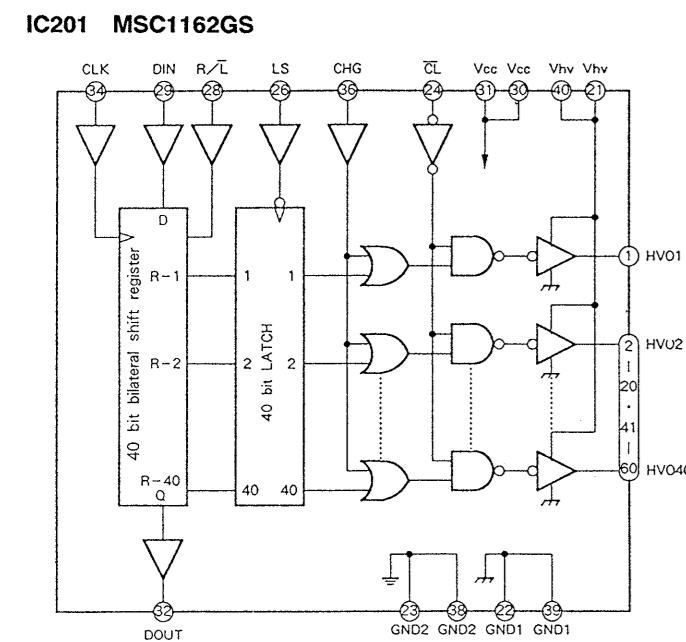 IC201 MSC1162GS
CLK DIN R/L̅ LS CHG C̅L̅ Vcc Vcc Vhv Vhv
34 29 28 26 36 24 31 30 40 21
D
40 bit bilateral shift register
R-1
R-2
R-40
Q
40 bit LATCH
1 1
2 2
40 40
1 HVO1
2 HVO2
20
41
60 HVO40
32
DOUT
23 38 22 39
GND2 GND2 GND1 GND1